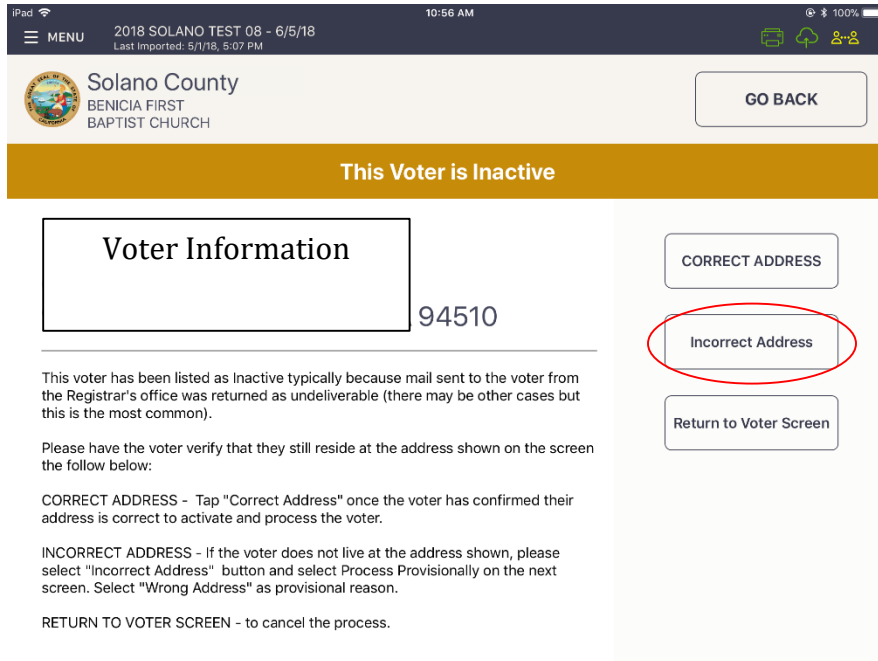 iPad 10:56 AM 100%
MENU 2018 SOLANO TEST 08 - 6/5/18
Last Imported: 5/1/18, 5:07 PM
Solano County
BENICIA FIRST
BAPTIST CHURCH
GO BACK
This Voter is Inactive
Voter Information
94510
CORRECT ADDRESS
Incorrect Address
Return to Voter Screen
This voter has been listed as Inactive typically because mail sent to the voter from
the Registrar's office was returned as undeliverable (there may be other cases but
this is the most common).
Please have the voter verify that they still reside at the address shown on the screen
the follow below:
CORRECT ADDRESS - Tap "Correct Address" once the voter has confirmed their
address is correct to activate and process the voter.
INCORRECT ADDRESS - If the voter does not live at the address shown, please
select "Incorrect Address" button and select Process Provisionally on the next
screen. Select "Wrong Address" as provisional reason.
RETURN TO VOTER SCREEN - to cancel the process.